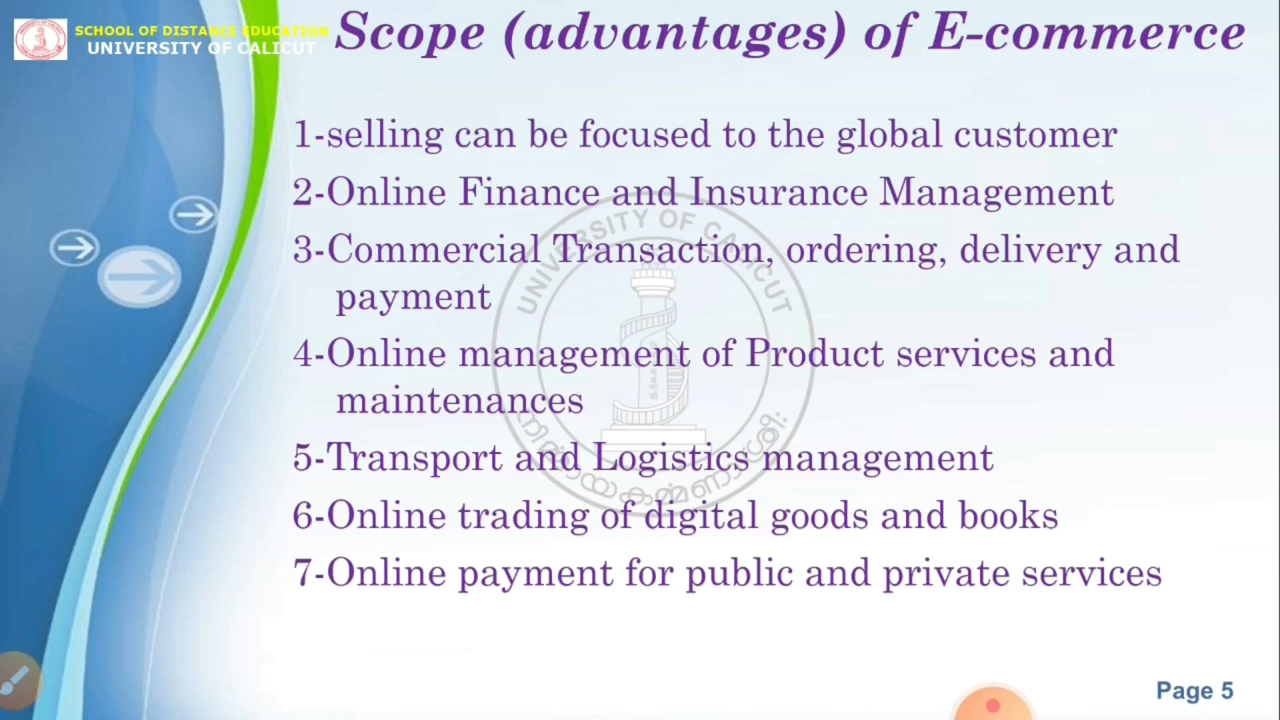 SCHOOL OF DISTANCE EDUCATION
UNIVERSITY OF CALICUT
Scope (advantages) of E-commerce
1-selling can be focused to the global customer
2-Online Finance and Insurance Management
3-Commercial Transaction, ordering, delivery and
payment
4-Online management of Product services and
maintenances
5-Transport and Logistics management
6-Online trading of digital goods and books
7-Online payment for public and private services
UNIVERSITY OF CALICUT
Page 5